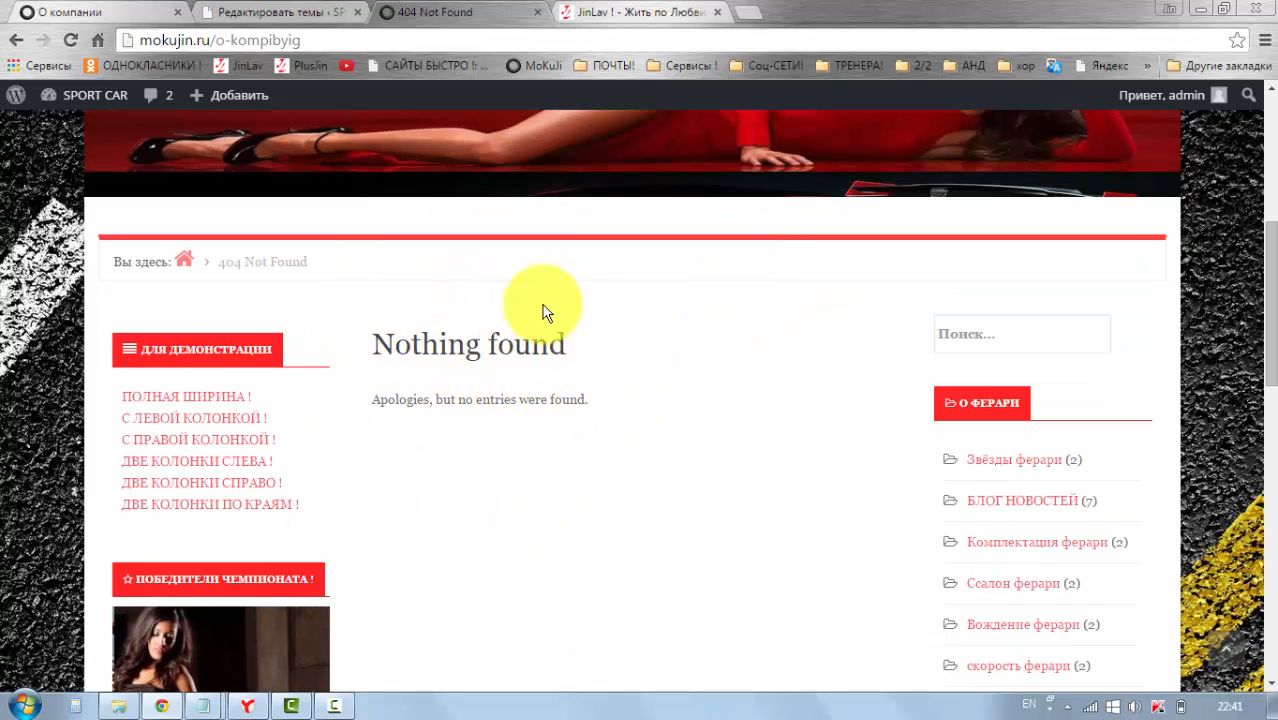 О компании
Редактировать темы ‹ SP
404 Not Found
JinLav ! - Жить по Любви
mokujin.ru/o-kompibyig
Сервисы
ОДНОКЛАСНИКИ !
JinLav
PlusJin
САЙТЫ БЫСТРО !: ...
MoKuJi
ПОЧТЫ!
Сервисы !
Соц-СЕТИ!
ТРЕНЕРА!
2/2
АНД
хор
Яндекс
»
Другие закладки
SPORT CAR
2
Добавить
Привет, admin
Вы здесь:
404 Not Found
ДЛЯ ДЕМОНСТРАЦИИ
ПОЛНАЯ ШИРИНА !
С ЛЕВОЙ КОЛОНКОЙ !
С ПРАВОЙ КОЛОНКОЙ !
ДВЕ КОЛОНКИ СЛЕВА !
ДВЕ КОЛОНКИ СПРАВО !
ДВЕ КОЛОНКИ ПО КРАЯМ !
ПОБЕДИТЕЛИ ЧЕМПИОНАТА !
Nothing found
Apologies, but no entries were found.
Поиск...
О ФЕРАРИ
Звёзды ферари (2)
БЛОГ НОВОСТЕЙ (7)
Комплектация ферари (2)
Ссалон ферари (2)
Вождение ферари (2)
скорость ферари (2)
EN
22:41